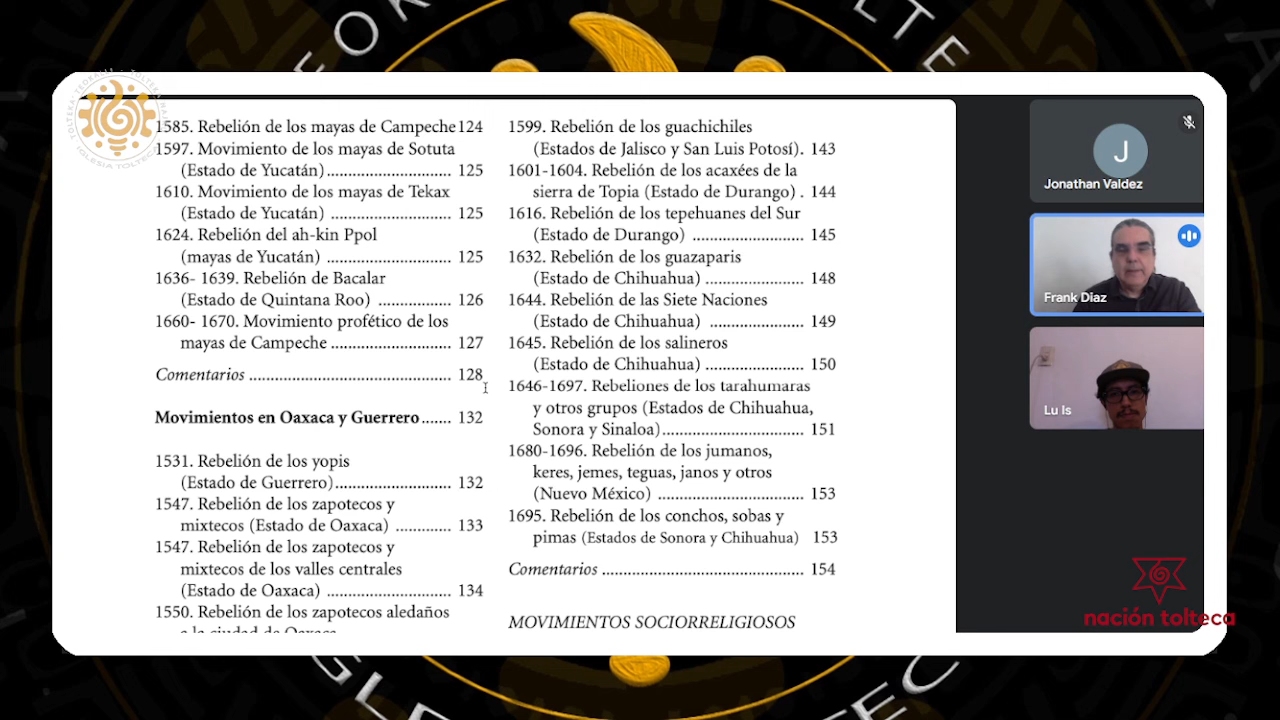 1585. Rebelión de los mayas de Campeche 124
1597. Movimiento de los mayas de Sotuta
(Estado de Yucatán) ........................ 125
1610. Movimiento de los mayas de Tekax
(Estado de Yucatán) ........................ 125
1624. Rebelión del ah-kin Ppol
(mayas de Yucatán) ........................ 125
1636- 1639. Rebelión de Bacalar
(Estado de Quintana Roo) .............. 126
1660- 1670. Movimiento profético de los
mayas de Campeche ....................... 127
Comentarios ....................................... 128
Movimientos en Oaxaca y Guerrero ...... 132
1531. Rebelión de los yopis
(Estado de Guerrero) ....................... 132
1547. Rebelión de los zapotecos y
mixtecos (Estado de Oaxaca) ........... 133
1547. Rebelión de los zapotecos y
mixtecos de los valles centrales
(Estado de Oaxaca) ........................ 134
1550. Rebelión de los zapotecos aledaños
a la ciudad de Oaxaca
1599. Rebelión de los guachichiles
(Estados de Jalisco y San Luis Potosí). 143
1601-1604. Rebelión de los acaxées de la
sierra de Topia (Estado de Durango) . 144
1616. Rebelión de los tepehuanes del Sur
(Estado de Durango) ...................... 145
1632. Rebelión de los guazaparis
(Estado de Chihuahua) ................... 148
1644. Rebelión de las Siete Naciones
(Estado de Chihuahua) .................. 149
1645. Rebelión de los salineros
(Estado de Chihuahua) ................... 150
1646-1697. Rebeliones de los tarahumaras
y otros grupos (Estados de Chihuahua,
Sonora y Sinaloa) ........................... 151
1680-1696. Rebelión de los jumanos,
keres, jemes, teguas, janos y otros
(Nuevo México) ............................ 153
1695. Rebelión de los conchos, sobas y
pimas (Estados de Sonora y Chihuahua) 153
Comentarios ....................................... 154
MOVIMIENTOS SOCIORRELIGIOSOS
J
Jonathan Valdez
Frank Diaz
Lu Is
nación tolteca
IGLESIA TOLTECA